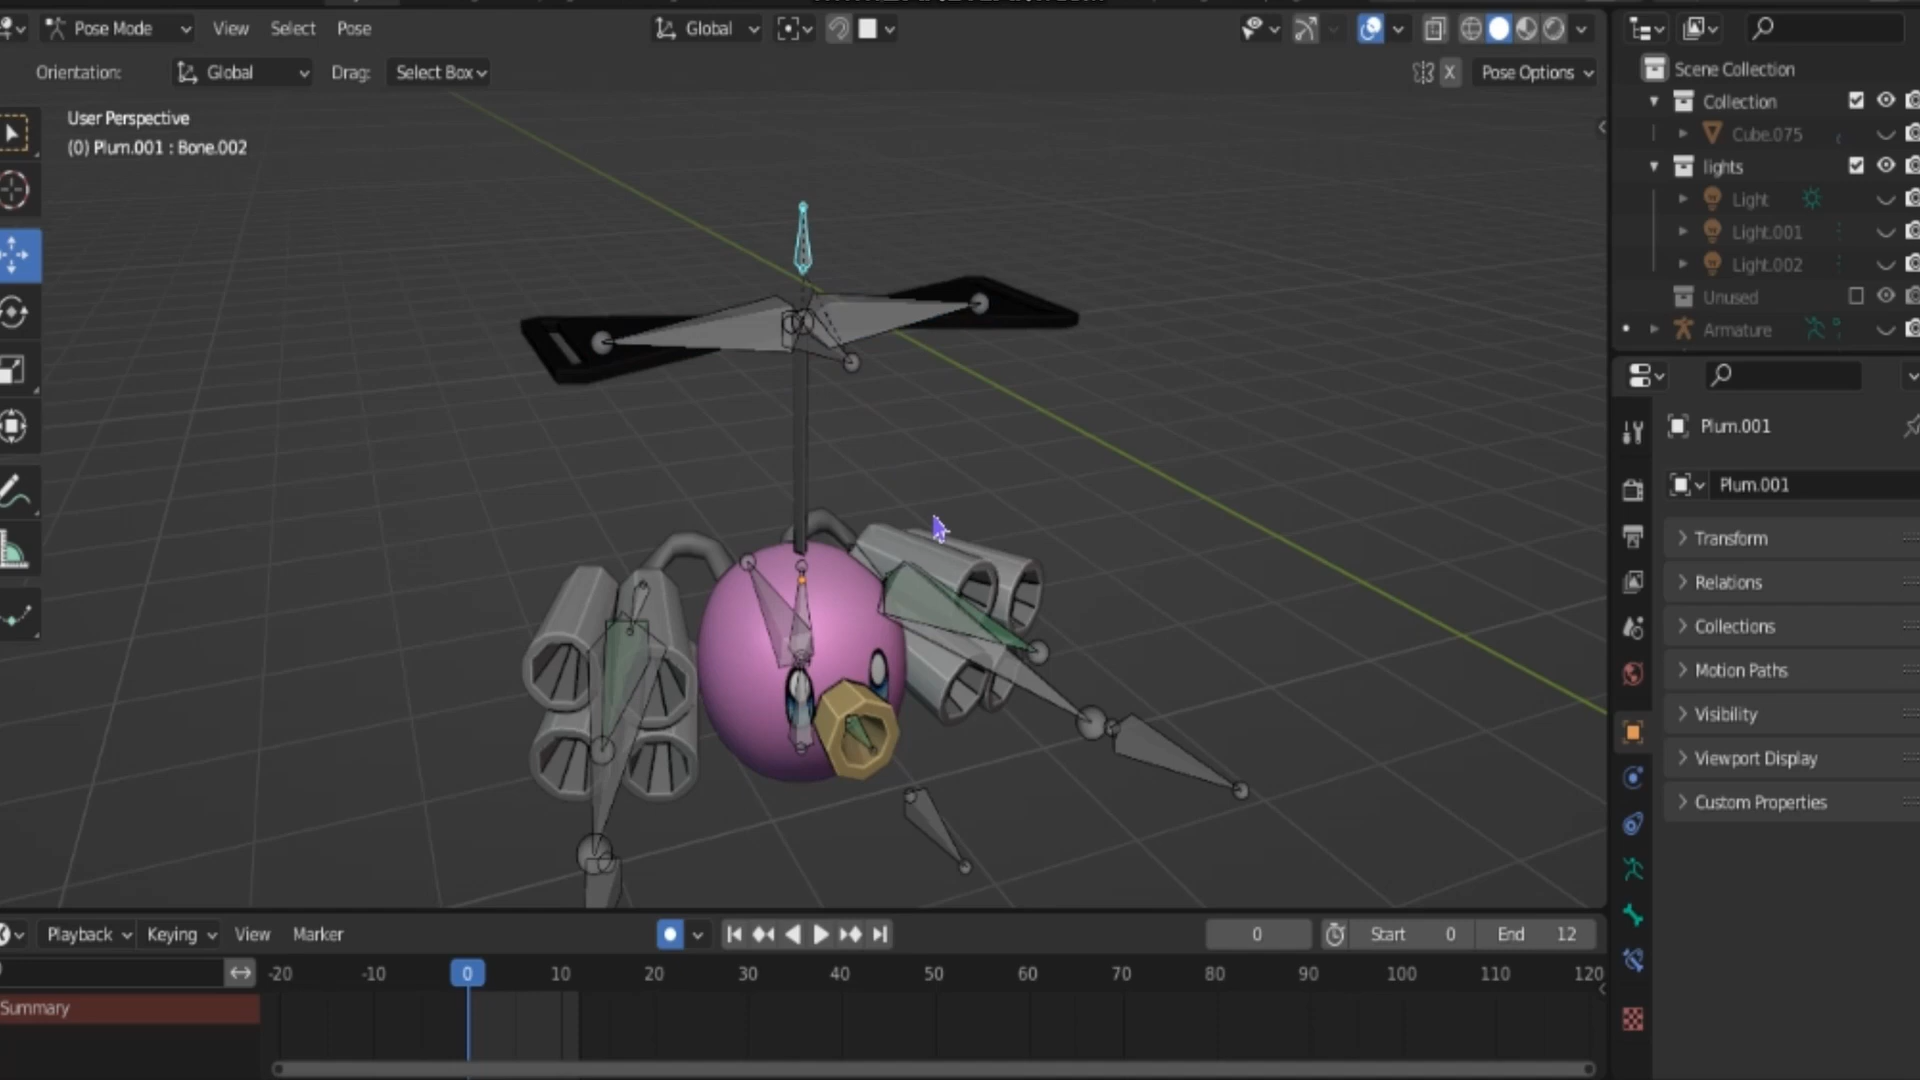 Pose Mode View Select Pose Global
Orientation: Global Drag: Select Box X Pose Options
User Perspective
(0) Plum.001 : Bone.002
Scene Collection
Collection
Cube.075
lights
Light
Light.001
Light.002
Unused
Armature
Plum.001
Plum.001
Transform
Relations
Collections
Motion Paths
Visibility
Viewport Display
Custom Properties
Playback Keying View Marker 0 Start 0 End 12
-20 -10 0 10 20 30 40 50 60 70 80 90 100 110 120
Summary